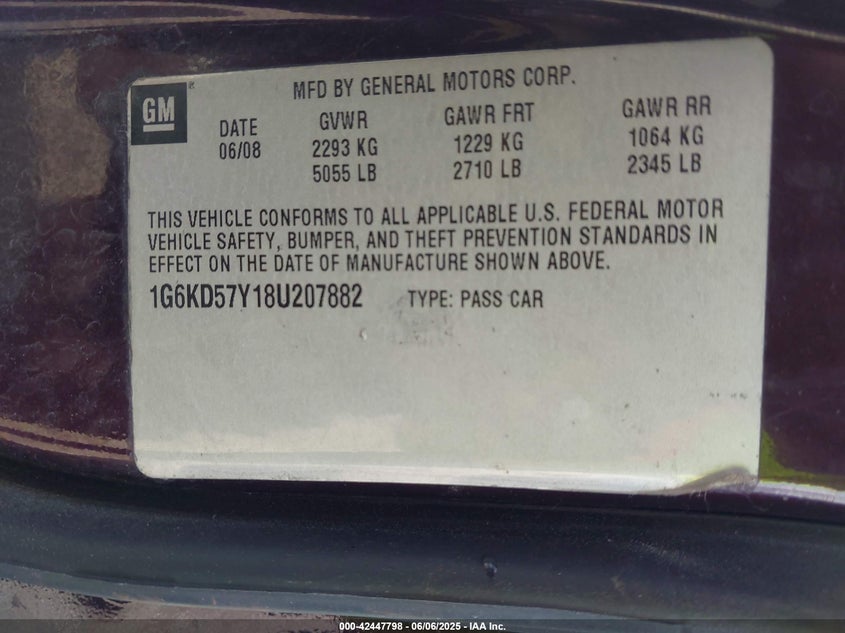 GM
MFD BY GENERAL MOTORS CORP.
DATE GVWR GAWR FRT GAWR RR
06/08 2293 KG 1229 KG 1064 KG
5055 LB 2710 LB 2345 LB
THIS VEHICLE CONFORMS TO ALL APPLICABLE U.S. FEDERAL MOTOR
VEHICLE SAFETY, BUMPER, AND THEFT PREVENTION STANDARDS IN
EFFECT ON THE DATE OF MANUFACTURE SHOWN ABOVE.
1G6KD57Y18U207882 TYPE: PASS CAR
000-42447798 - 06/06/2025 - IAA Inc.